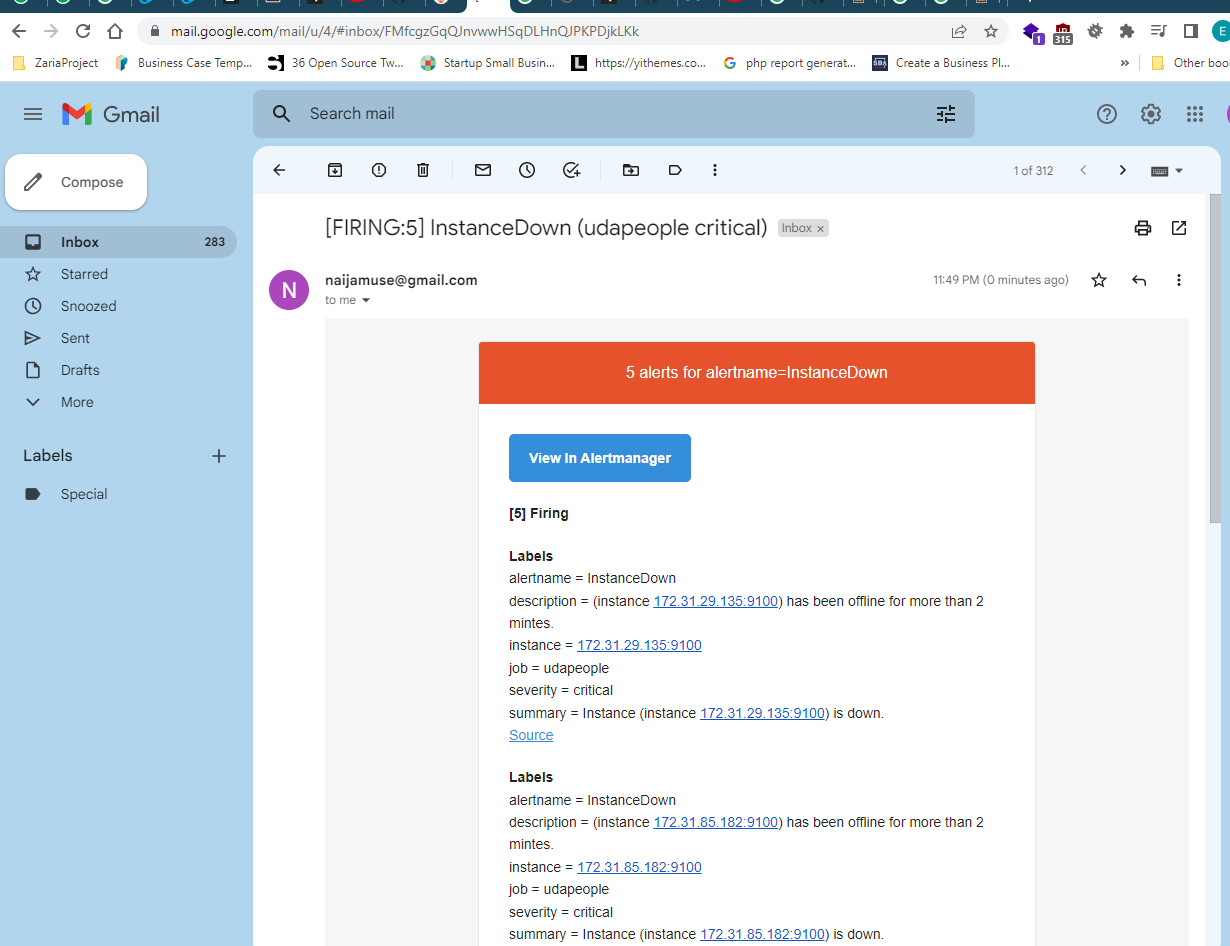 mail.google.com/mail/u/4/#inbox/FMfcgzGqQJnvwwHSqDLHnQJPKPDjkLKk
1
315
E
ZariaProject
Business Case Temp...
36 Open Source Tw...
Startup Small Busin...
L
https://yithemes.co...
G
php report generat...
SBA
Create a Business Pl...
»
Other boo
Gmail
Search mail
Compose
1 of 312
Inbox
283
Starred
Snoozed
Sent
Drafts
More
Labels
Special
[FIRING:5] InstanceDown (udapeople critical)
Inbox ×
N
naijamuse@gmail.com
11:49 PM (0 minutes ago)
to me
5 alerts for alertname=InstanceDown
View In Alertmanager
[5] Firing
Labels
alertname = InstanceDown
description = (instance 172.31.29.135:9100) has been offline for more than 2
mintes.
instance = 172.31.29.135:9100
job = udapeople
severity = critical
summary = Instance (instance 172.31.29.135:9100) is down.
Source
Labels
alertname = InstanceDown
description = (instance 172.31.85.182:9100) has been offline for more than 2
mintes.
instance = 172.31.85.182:9100
job = udapeople
severity = critical
summary = Instance (instance 172.31.85.182:9100) is down.